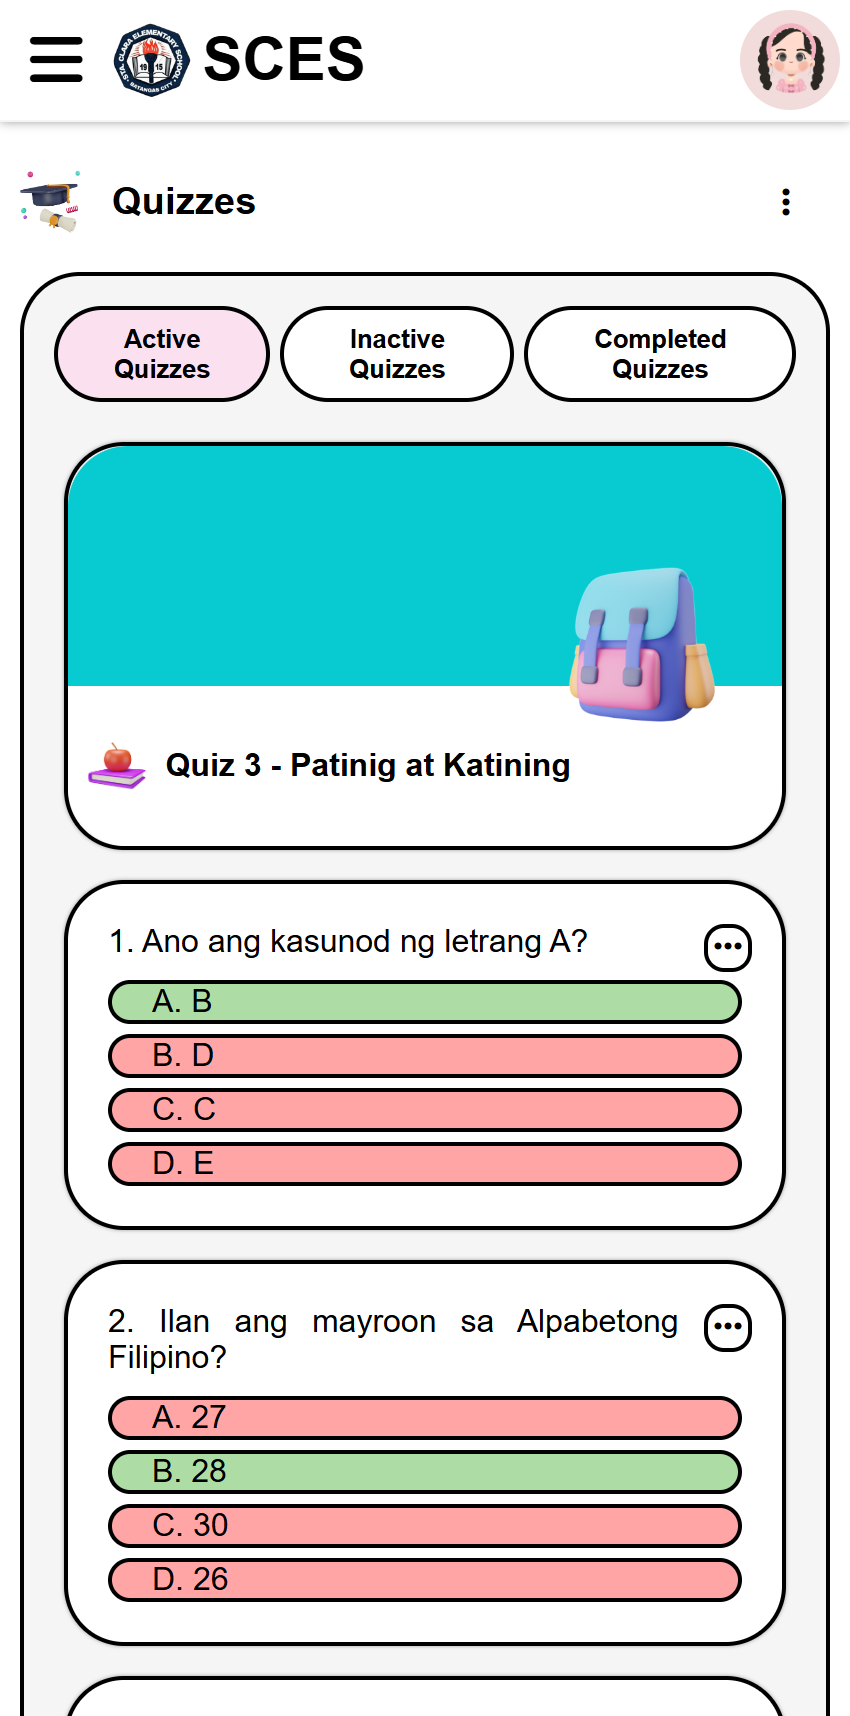 STA. CLARA ELEMENTARY SCHOOL
19 15
BATANGAS CITY
SCES
Quizzes
Active
Quizzes
Inactive
Quizzes
Completed
Quizzes
Quiz 3 - Patinig at Katining
1. Ano ang kasunod ng letrang A?
A. B
B. D
C. C
D. E
2. Ilan ang mayroon sa Alpabetong
Filipino?
A. 27
B. 28
C. 30
D. 26